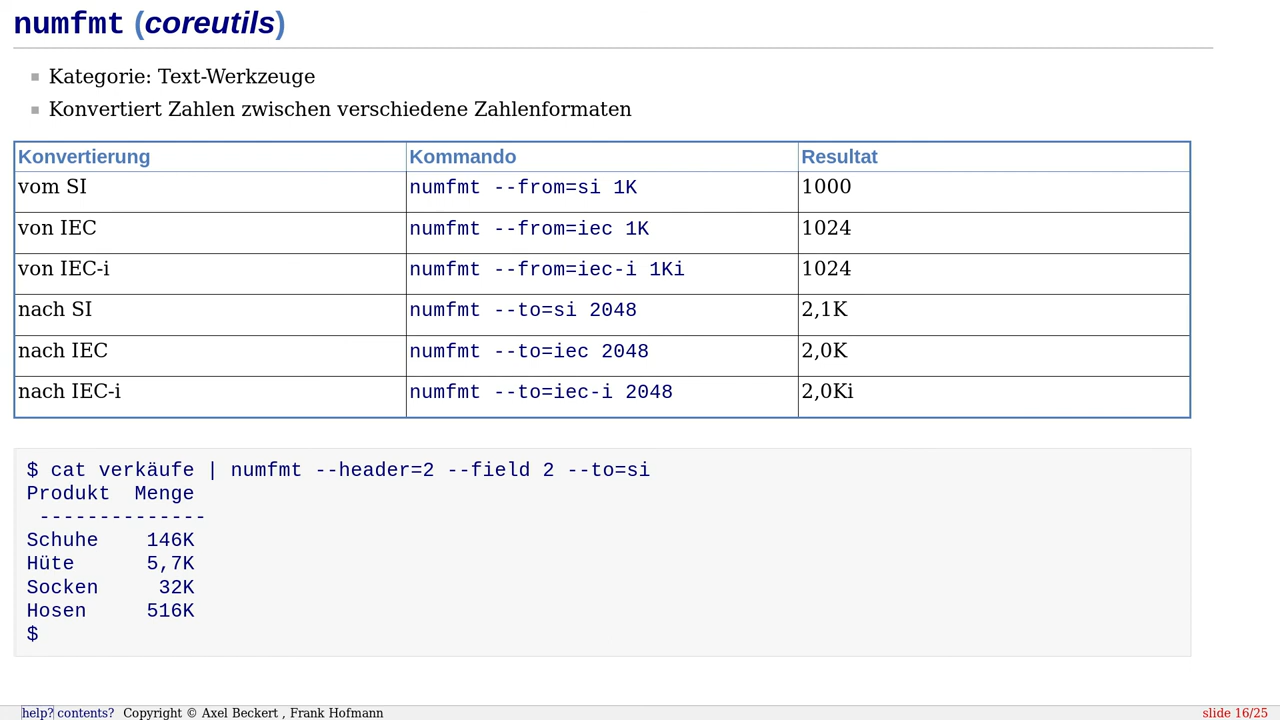 numfmt (coreutils)
Kategorie: Text-Werkzeuge
Konvertiert Zahlen zwischen verschiedene Zahlenformaten
Konvertierung Kommando Resultat
vom SI numfmt --from=si 1K 1000
von IEC numfmt --from=iec 1K 1024
von IEC-i numfmt --from=iec-i 1Ki 1024
nach SI numfmt --to=si 2048 2,1K
nach IEC numfmt --to=iec 2048 2,0K
nach IEC-i numfmt --to=iec-i 2048 2,0Ki
$ cat verkäufe | numfmt --header=2 --field 2 --to=si
Produkt  Menge
 --------------
Schuhe    146K
Hüte      5,7K
Socken     32K
Hosen     516K
$
help? contents? Copyright © Axel Beckert , Frank Hofmann slide 16/25